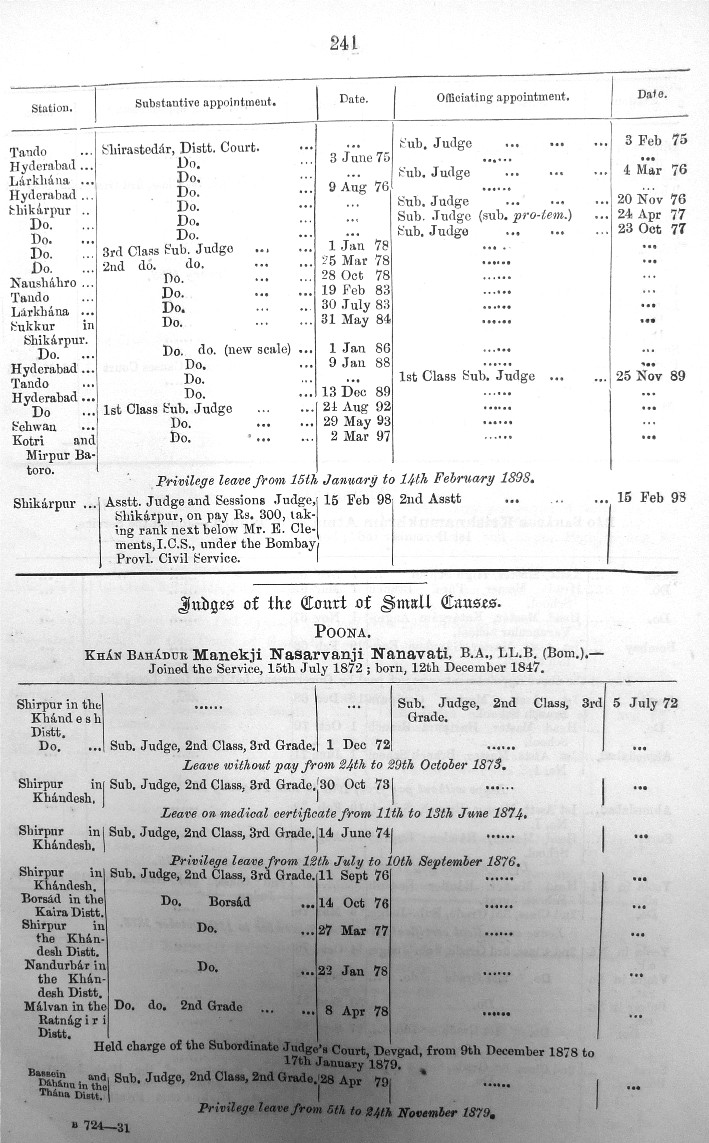 241
Station. Substantive appointment. Date. Officiating appointment. Date.
Tando ... Shirastedár, Distt. Court. ... ... Sub. Judge ... ... ... 3 Feb 75
Hyderabad ... Do. ... 3 June 75 ...... ...
Lárkhána ... Do. ... ... Sub. Judge ... ... ... 4 Mar 76
Hyderabad ... Do. ... 9 Aug 76 ...... ...
Shikárpur .. Do. ... ... Sub. Judge ... ... ... 20 Nov 76
Do. ... Do. ... ... Sub. Judge (sub. pro-tem.) ... 24 Apr 77
Do. ... Do. ... ... Sub. Judge ... ... ... 23 Oct 77
Do. ... 3rd Class Sub. Judge ... ... 1 Jan 78 ...... ...
Do. ... 2nd do. do. ... ... 25 Mar 78 ...... ...
Nausháhro ... Do. ... ... 28 Oct 78 ...... ...
Tando ... Do. ... ... 19 Feb 83 ...... ...
Lárkhána ... Do. ... ... 30 July 83 ...... ...
Sukkur in Do. ... ... 31 May 84 ...... ...
Shikárpur.
Do. ... Do. do. (new scale) ... 1 Jan 86 ...... ...
Hyderabad ... Do. ... 9 Jan 88 ...... ...
Tando ... Do. ... ... 1st Class Sub. Judge ... ... 25 Nov 89
Hyderabad ... Do. ... 13 Dec 89 ...... ...
Do ... 1st Class Sub. Judge ... ... 24 Aug 92 ...... ...
Sehwan ... Do. ... ... 29 May 93 ...... ...
Kotri and Do. ... ... 2 Mar 97 ...... ...
Mirpur Ba-
toro.
Privilege leave from 15th January to 14th February 1898.
Shikárpur ... Asstt. Judge and Sessions Judge, 15 Feb 98 2nd Asstt ... .. ... 15 Feb 98
Shikárpur, on pay Rs. 300, tak-
ing rank next below Mr. E. Cle-
ments, I.C.S., under the Bombay
Provl. Civil Service.
Judges of the Court of Small Causes.
POONA.
KHÁN BAHÁDUR Manekji Nasarvanji Nanavati, B.A., LL.B. (Bom.).—
Joined the Service, 15th July 1872 ; born, 12th December 1847.
Shirpur in the ...... ... Sub. Judge, 2nd Class, 3rd 5 July 72
Khándesh Grade.
Distt.
Do. ... Sub. Judge, 2nd Class, 3rd Grade. 1 Dec 72 ...... ...
Leave without pay from 24th to 29th October 1873.
Shirpur in Sub. Judge, 2nd Class, 3rd Grade. 30 Oct 73 ...... ...
Khándesh.
Leave on medical certificate from 11th to 13th June 1874.
Shirpur in Sub. Judge, 2nd Class, 3rd Grade. 14 June 74 ...... ...
Khándesh.
Privilege leave from 12th July to 10th September 1876.
Shirpur in Sub. Judge, 2nd Class, 3rd Grade. 11 Sept 76 ...... ...
Khándesh.
Borsád in the Do. Borsád ... 14 Oct 76 ...... ...
Kaira Distt.
Shirpur in Do. ... 27 Mar 77 ...... ...
the Khán-
desh Distt.
Nandurbár in Do. ... 22 Jan 78 ...... ...
the Khán-
desh Distt.
Málvan in the Do. do. 2nd Grade ... ... 8 Apr 78 ...... ...
Ratnágiri
Distt.
Held charge of the Subordinate Judge's Court, Devgad, from 9th December 1878 to
17th January 1879.
Bassein and Sub. Judge, 2nd Class, 2nd Grade. 28 Apr 79 ...... ...
Dáhánu in the
Thána Distt.
Privilege leave from 5th to 24th November 1879.
B 724—31